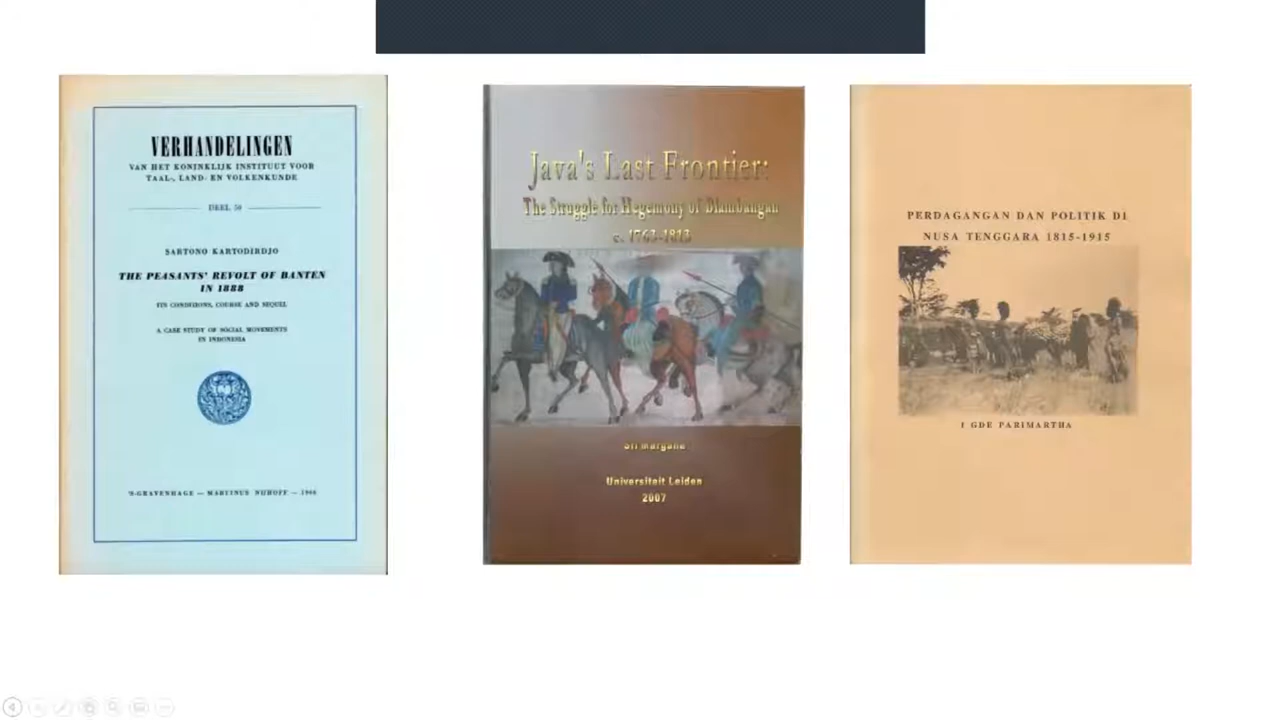 VERHANDELINGEN
VAN HET KONINKLIJK INSTITUUT VOOR
TAAL-, LAND- EN VOLKENKUNDE
DEEL 50
SARTONO KARTODIRDJO
THE PEASANTS' REVOLT OF BANTEN
IN 1888
ITS CONDITIONS, COURSE AND SEQUEL
A CASE STUDY OF SOCIAL MOVEMENTS
IN INDONESIA
'S-GRAVENHAGE — MARTINUS NIJHOFF — 1966
Java's Last Frontier:
The Struggle for Hegemony of Blambangan
c. 1763-1813
Sri Margana
Universiteit Leiden
2007
PERDAGANGAN DAN POLITIK DI
NUSA TENGGARA 1815-1915
I GDE PARIMARTHA